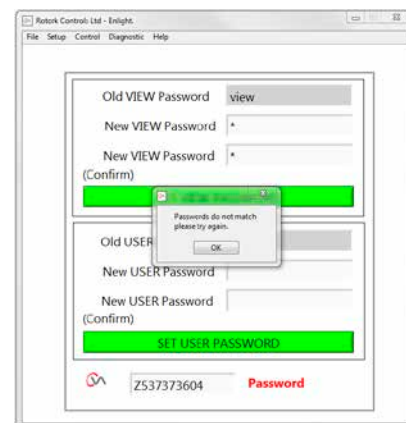 Rotork Controls Ltd - Enlight.
File Setup Control Diagnostic Help
Old VIEW Password view
New VIEW Password *
New VIEW Password *
(Confirm)
Passwords do not match
please try again.
OK
Old USER
New USER Password
New USER Password
(Confirm)
SET USER PASSWORD
Z537373604 Password